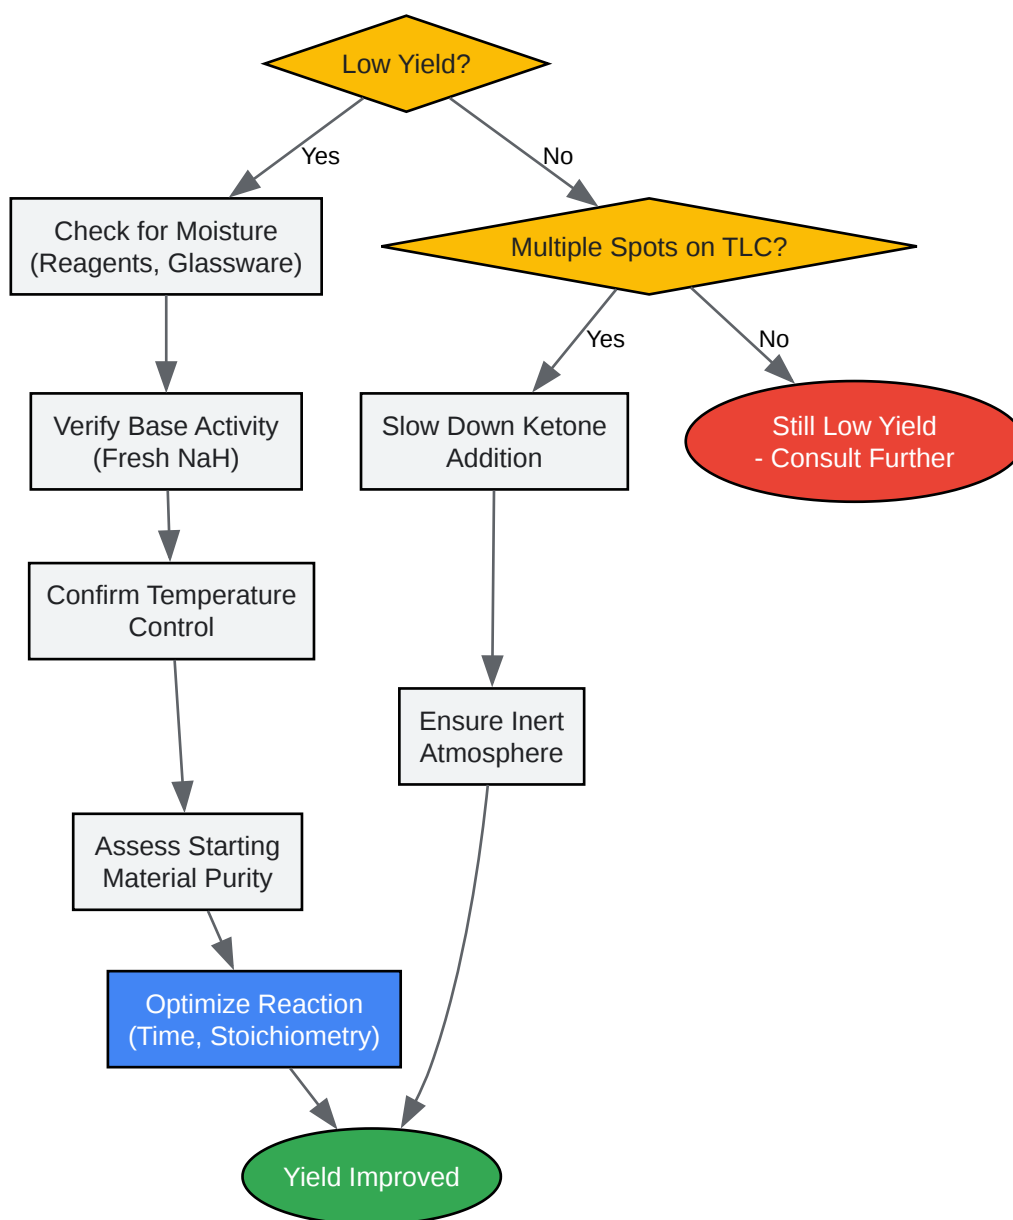 Low Yield?
Yes
No
Check for Moisture
(Reagents, Glassware)
Multiple Spots on TLC?
Yes
No
Verify Base Activity
(Fresh NaH)
Slow Down Ketone
Addition
Still Low Yield
- Consult Further
Confirm Temperature
Control
Ensure Inert
Atmosphere
Assess Starting
Material Purity
Optimize Reaction
(Time, Stoichiometry)
Yield Improved